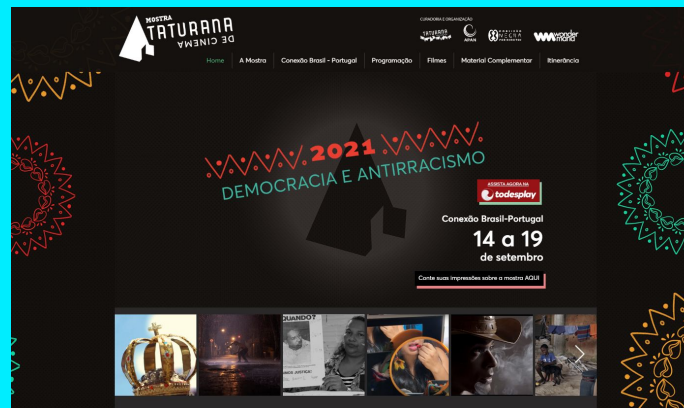 MOSTRA
TATURANA
DE CINEMA
CURADORIA E ORGANIZAÇÃO
TATURANA
APAN
NEGRA
wonder
maria
Home
A Mostra
Conexão Brasil - Portugal
Programação
Filmes
Material Complementar
Itinerância
2021
DEMOCRACIA E ANTIRRACISMO
ASSISTA AGORA NA
todesplay
Conexão Brasil-Portugal
14 a 19
de setembro
Conte suas impressões sobre a mostra AQUI
QUANDO?